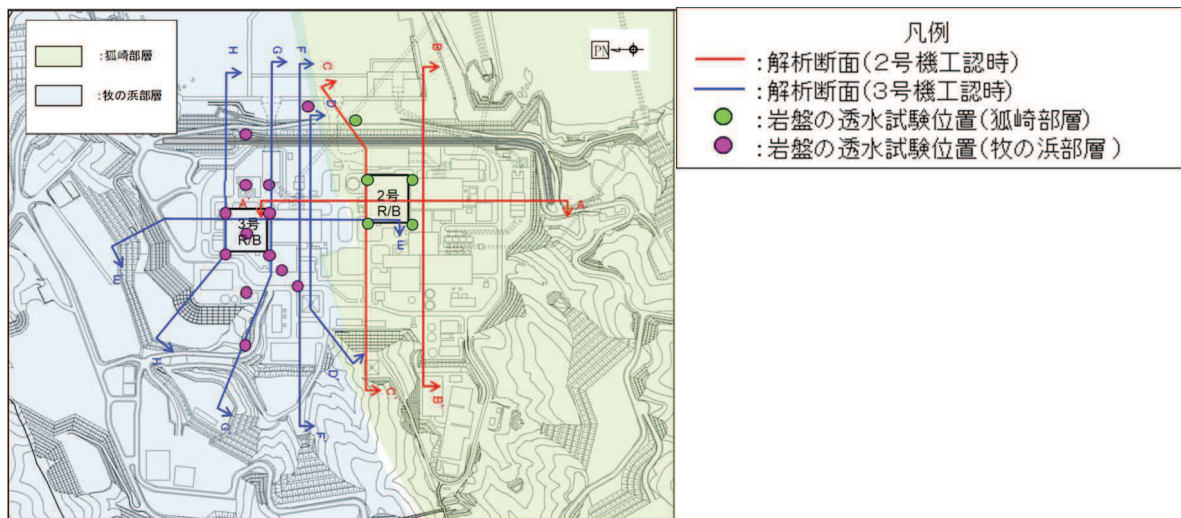 :狐崎部層
:牧の浜部層
PN
H
G
F
C
D
B
A
A'
2号
R/B
3号
R/B
E
E'
H'
D'
C'
B'
G'
F'
凡例
:解析断面(2号機工認時)
:解析断面(3号機工認時)
:岩盤の透水試験位置(狐崎部層)
:岩盤の透水試験位置(牧の浜部層)